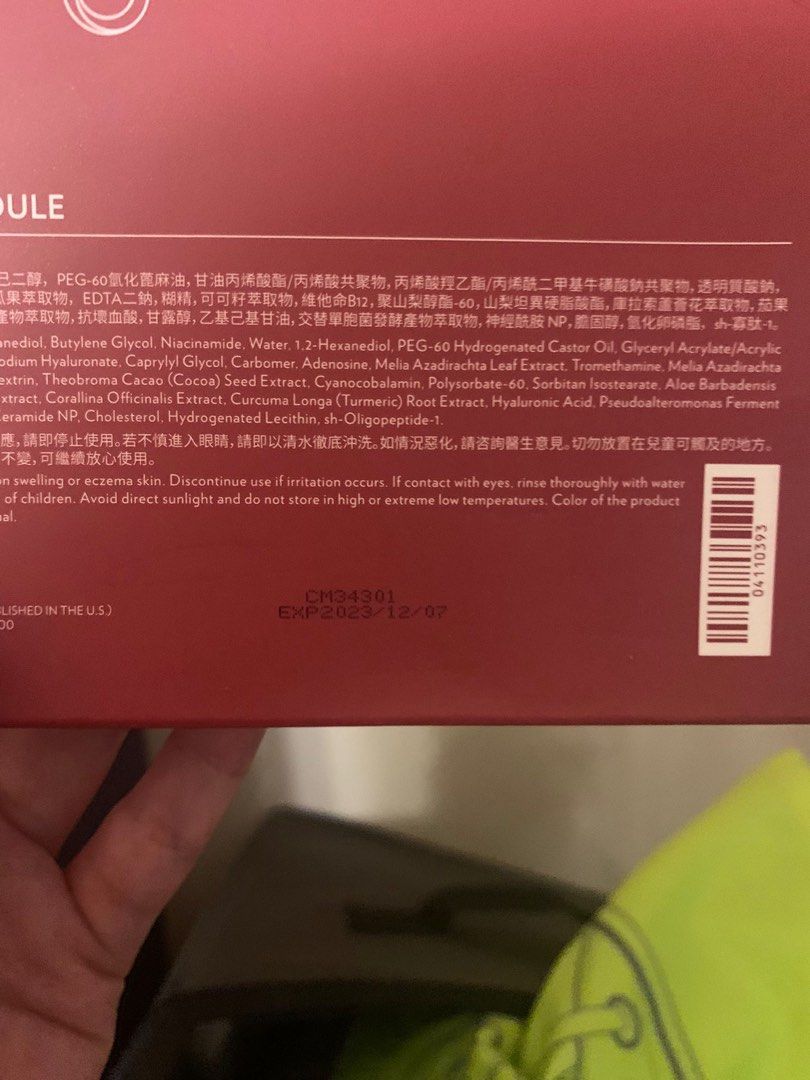 OULE
己二醇, PEG-60氫化蓖麻油, 甘油丙烯酸酯/丙烯酸共聚物, 丙烯酸羥乙酯/丙烯酰二甲基牛磺酸鈉共聚物, 透明質酸鈉,
瓜果萃取物, EDTA二鈉, 糊精, 可可籽萃取物, 維他命B12, 聚山梨醇酯-60, 山梨坦異硬脂酸酯, 庫拉索蘆薈花萃取物, 茄果
產物萃取物, 抗壞血酸, 甘露醇, 乙基己基甘油, 交替單胞菌發酵產物萃取物, 神經酰胺 NP, 膽固醇, 氫化卵磷脂, sh-寡肽-1。
anediol, Butylene Glycol, Niacinamide, Water, 1,2-Hexanediol, PEG-60 Hydrogenated Castor Oil, Glyceryl Acrylate/Acrylic
odium Hyaluronate, Caprylyl Glycol, Carbomer, Adenosine, Melia Azadirachta Leaf Extract, Tromethamine, Melia Azadirachta
extrin, Theobroma Cacao (Cocoa) Seed Extract, Cyanocobalamin, Polysorbate-60, Sorbitan Isostearate, Aloe Barbadensis
xtract, Corallina Officinalis Extract, Curcuma Longa (Turmeric) Root Extract, Hyaluronic Acid, Pseudoalteromonas Ferment
eramide NP, Cholesterol, Hydrogenated Lecithin, sh-Oligopeptide-1.
應, 請即停止使用。若不慎進入眼睛, 請即以清水徹底沖洗。如情況惡化, 請咨詢醫生意見。切勿放置在兒童可觸及的地方。
不變, 可繼續放心使用。
on swelling or eczema skin. Discontinue use if irritation occurs. If contact with eyes, rinse thoroughly with water
of children. Avoid direct sunlight and do not store in high or extreme low temperatures. Color of the product
al.
04110393
CM34301
EXP2023/12/07
LISHED IN THE U.S.)
00